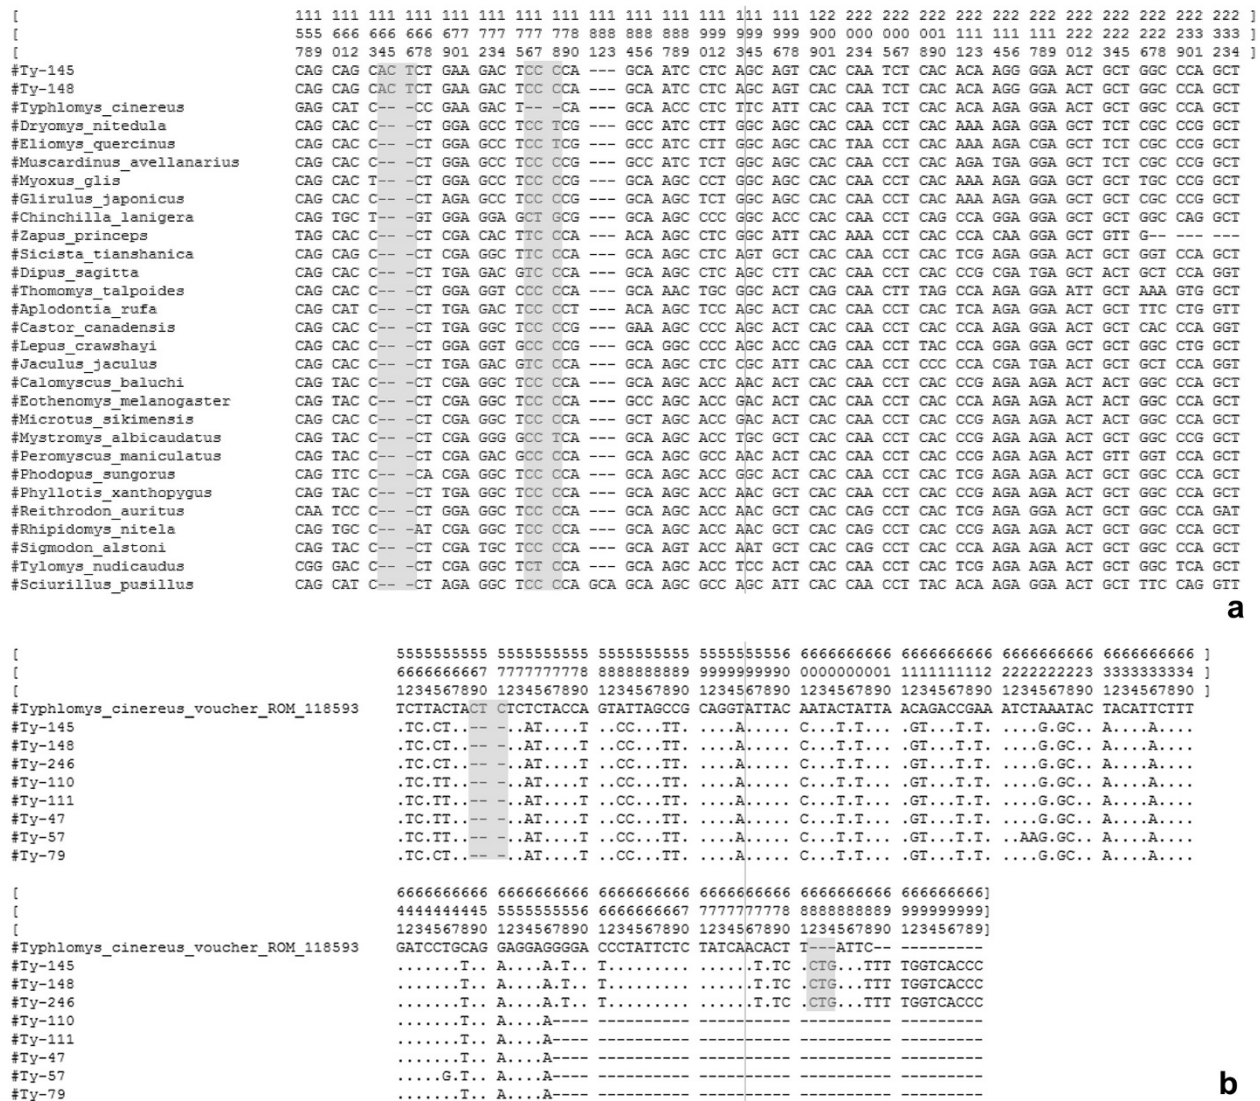 [ 111 111 111 111 111 111 111 111 111 111 111 111 111 111 122 222 222 222 222 222 222 222 222 222 222 222 ]
[ 555 666 666 666 677 777 777 778 888 888 888 999 999 999 900 000 000 001 111 111 111 222 222 222 233 333 ]
[ 789 012 345 678 901 234 567 890 123 456 789 012 345 678 901 234 567 890 123 456 789 012 345 678 901 234 ]
#Ty-145 CAG CAG CAC TCT GAA GAC TCC CCA --- GCA ATC CTC AGC AGT CAC CAA TCT CAC ACA AGG GGA ACT GCT GGC CCA GCT
#Ty-148 CAG CAG CAC TCT GAA GAC TCC CCA --- GCA ATC CTC AGC AGT CAC CAA TCT CAC ACA AGG GGA ACT GCT GGC CCA GCT
#Typhlomys_cinereus GAG CAT C-- -CC GAA GAC T-- -CA --- GCA ACC CTC TTC ATT CAC CAA TCT CAC ACA AGA GGA ACT GCT GGC CCA GCT
#Dryomys_nitedula CAG CAC C-- -CT GGA GCC TCC TCG --- GCC ATC CTT GGC AGC CAC CAA CCT CAC AAA AGA GGA GCT TCT CGC CCG GCT
#Eliomys_quercinus CAG CAC C-- -CT GGA GCC TCC TCG --- GCC ATC CTT GGC AGC CAC TAA CCT CAC AAA AGA CGA GCT TCT CGC CCG GCT
#Muscardinus_avellanarius CAG CAC C-- -CT GGA GCC TCC CCG --- GCC ATC TCT GGC AGC CAC CAA CCT CAC AGA TGA GGA GCT TCT CGC CCG GCT
#Myoxus_glis CAG CAC T-- -CT GGA GCC TCC CCG --- GCA AGC CCT GGC AGC CAC CAA CCT CAC AAA AGA GGA GCT GCT TGC CCG GCT
#Glirulus_japonicus CAG CAC C-- -CT AGA GCC TCC CCG --- GCA AGC TCT GGC AGC CAC CAA CCT CAC AAA AGA GGA GCT GCT CGC CCG GCT
#Chinchilla_lanigera CAG TGC T-- -GT GGA GGA GCT GCG --- GCA AGC CCC GGC ACC CAC CAA CCT CAG CCA GGA GGA GCT GCT GGC CAG GCT
#Zapus_princeps TAG CAC C-- -CT CGA CAC TTC CCA --- ACA AGC CTC GGC ATT CAC AAA CCT CAC CCA CAA GGA GCT GTT G-- --- ---
#Sicista_tianshanica CAG CAG C-- -CT CGA GGC TTC CCA --- GCA AGC CTC AGT GCT CAC CAA CCT CAC TCG AGA GGA ACT GCT GGT CCA GCT
#Dipus_sagitta CAG CAC C-- -CT TGA GAC GTC CCA --- GCA AGC CTC AGC CTT CAC CAA CCT CAC CCG CGA TGA GCT ACT GCT CCA GGT
#Thomomys_talpoides CAG CAC C-- -CT GGA GGT CCC CCA --- GCA AAC TGC GGC ACT CAG CAA CTT TAG CCA AGA GGA ATT GCT AAA GTG GCT
#Aplodontia_rufa CAG CAT C-- -CT TGA GAC TCC CCT --- ACA AGC TCC AGC ACT CAC CAA CCT CAC TCA AGA GGA ACT GCT TTC CTG GTT
#Castor_canadensis CAG CAC C-- -CT GGA GGC TCC CCG --- GAA AGC CCC AGC ACT CAC CAA CCT CAC CCA AGA GGA ACT GCT CAC CCA GGT
#Lepus_crawshayi CAG CAC C-- -CT GGA GGT GCC CCG --- GCA GGC CCC AGC ACC CAG CAA CCT TAC CCA GGA GGA GCT GCT GGC CTG GCT
#Jaculus_jaculus CAG CAC C-- -CT TGA GAC GTC CCA --- GCA AGC CTC CGC ATT CAC CAA CCT CCC CCA CGA TGA ACT GCT GCT CCA GGT
#Calomyscus_baluchi CAG TAC C-- -CT CGA GGC TCC CCA --- GCA AGC ACC AAC ACT CAC CAA CCT CAC CCG AGA AGA ACT ACT GGC CCA GCT
#Eothenomys_melanogaster CAG TAC C-- -CT CGA GGC TCC CCA --- GCC AGC ACC GAC ACT CAC CAA CCT CAC CCA AGA AGA ACT ACT GGC CCA GCT
#Microtus_sikimensis CAG CAC C-- -CT CGA GGC TCC CCA --- GCT AGC ACC GAC ACT CAC CAA CCT CAC CCG AGA AGA ACT ACT GGC CCA GCT
#Mystromys_albicaudatus CAG TAC C-- -CT CGA GGG GCC TCA --- GCA AGC ACC TGC GCT CAC CAA CCT CAC CCG AGA AGA ACT GCT GGC CCG GCT
#Peromyscus_maniculatus CAG TAC C-- -CT CGA GAC GCC CCA --- GCA AGC GCC AAC ACT CAC CAA CCT CAC CCG AGA AGA ACT GTT GGT CCA GCT
#Phodopus_sungorus CAG TTC C-- -CA CGA GGC TCC CCA --- GCA AGC ACC GGC ACT CAC CAA CCT CAC TCG AGA AGA ACT GCT GGC CCA GCT
#Phyllotis_xanthopygus CAG TAC C-- -CT TGA GGC TCC CCA --- GCA AGC ACC AAC GCT CAC CAA CCT CAC CCG AGA AGA ACT GCT GGC CCA GCT
#Reithrodon_auritus CAA TCC C-- -CT CGA GGC TCC CCA --- GCA AGC ACC AAC GCT CAC CAG CCT CAC TCG AGA GGA ACT GCT GGC CCA GAT
#Rhipidomys_nitela CAG TGC C-- -AT CGA GGC TCC CCA --- GCA AGC ACC AAC GCT CAC CAG CCT CAC CCG AGA AGA ACT GCT GGC CCA GCT
#Sigmodon_alstoni CAG TAC C-- -CT CGA TGC TCC CCA --- GCA AGT ACC AAT GCT CAC CAG CCT CAC CCA AGA AGA ACT GCT GGC CCA GCT
#Tylomys_nudicaudus CGG GAC C-- -CT CGA GGC TCT CCA --- GCA AGC ACC TCC ACT CAC CAA CCT CAC TCG AGA AGA ACT GCT GGC TCA GCT
#Sciurillus_pusillus CAG CAT C-- -CT AGA GGC TCC CCA GCA GCA AGC GCC AGC ATT CAC CAA CCT TAC ACA AGA GGA ACT GCT TTC CAG GTT
a
[ 5555555555 5555555555 5555555555 5555555556 6666666666 6666666666 6666666666 6666666666 ]
[ 6666666667 7777777778 8888888889 9999999990 0000000001 1111111112 2222222223 3333333334 ]
[ 1234567890 1234567890 1234567890 1234567890 1234567890 1234567890 1234567890 1234567890 ]
#Typhlomys_cinereus_voucher_ROM_118593 TCTTACTACT CTCTCTACCA GTATTAGCCG CAGGTATTAC AATACTATTA ACAGACCGAA ATCTAAATAC TACATTCTTT
#Ty-145 .TC.CT..-- -..AT....T ..CC...TT. ....A..... C...T.T... .GT...T.T. ....G.GC.. A....A....
#Ty-148 .TC.CT..-- -..AT....T ..CC...TT. ....A..... C...T.T... .GT...T.T. ....G.GC.. A....A....
#Ty-246 .TC.CT..-- -..AT....T ..CC...TT. ....A..... C...T.T... .GT...T.T. ....G.GC.. A....A....
#Ty-110 .TC.TT..-- -..AT....T ..CC...TT. ....A..... C...T.T... .GT...T.T. ....G.GC.. A....A....
#Ty-111 .TC.TT..-- -..AT....T ..CC...TT. ....A..... C...T.T... .GT...T.T. ....G.GC.. A....A....
#Ty-47 .TC.TT..-- -..AT....T ..CC...TT. ....A..... C...T.T... .GT...T.T. ....G.GC.. A....A....
#Ty-57 .TC.TT..-- -..AT....T ..CC...TT. ....A..... C...T.T... .GT...T.T. ..AAG.GC.. A....A....
#Ty-79 .TC.CT..-- -..AT....T ..CC...TT. ....A..... C...T.T... .GT...T.T. ....G.GC.. A....A....
[ 6666666666 6666666666 6666666666 6666666666 6666666666 666666666]
[ 4444444445 5555555556 6666666667 7777777778 8888888889 999999999]
[ 1234567890 1234567890 1234567890 1234567890 1234567890 123456789]
#Typhlomys_cinereus_voucher_ROM_118593 GATCCTGCAG GAGGAGGGGA CCCTATTCTC TATCAACACT T---ATTC-- ---------
#Ty-145 .......T.. A....A.T.. T......... ......T.TC .CTG...TTT TGGTCACCC
#Ty-148 .......T.. A....A.T.. T......... ......T.TC .CTG...TTT TGGTCACCC
#Ty-246 .......T.. A....A.T.. T......... ......T.TC .CTG...TTT TGGTCACCC
#Ty-110 .......T.. A....A---- ---------- ---------- ---------- ---------
#Ty-111 .......T.. A....A---- ---------- ---------- ---------- ---------
#Ty-47 .......T.. A....A---- ---------- ---------- ---------- ---------
#Ty-57 .....G.T.. A....A---- ---------- ---------- ---------- ---------
#Ty-79 .......T.. A....A---- ---------- ---------- ---------- ---------
b